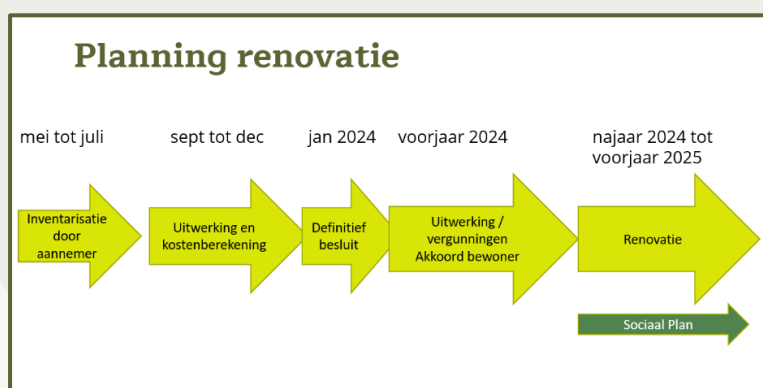 Planning renovatie
mei tot juli
sept tot dec
jan 2024
voorjaar 2024
najaar 2024 tot
voorjaar 2025
Inventarisatie
door
aannemer
Uitwerking en
kostenberekening
Definitief
besluit
Uitwerking /
vergunningen
Akkoord bewoner
Renovatie
Sociaal Plan